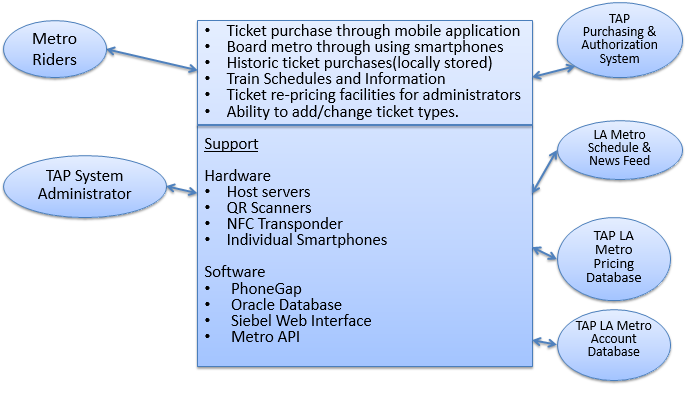 Metro
Riders
• Ticket purchase through mobile application
• Board metro through using smartphones
• Historic ticket purchases(locally stored)
• Train Schedules and Information
• Ticket re-pricing facilities for administrators
• Ability to add/change ticket types.
TAP
Purchasing &
Authorization
System
TAP System
Administrator
Support
Hardware
• Host servers
• QR Scanners
• NFC Transponder
• Individual Smartphones
Software
• PhoneGap
• Oracle Database
• Siebel Web Interface
• Metro API
LA Metro
Schedule &
News Feed
TAP LA
Metro
Pricing
Database
TAP LA Metro
Account
Database